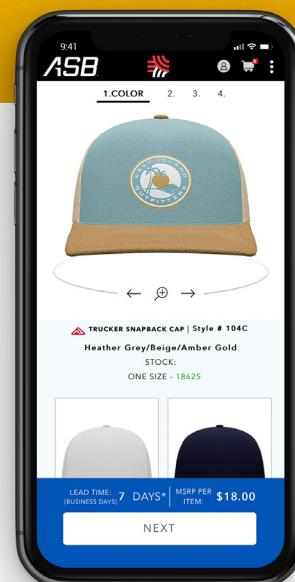 9:41
ASB
1.COLOR 2. 3. 4.
OUTFITTERS
TRUCKER SNAPBACK CAP | Style # 104C
Heather Grey/Beige/Amber Gold
STOCK:
ONE SIZE - 18625
LEAD TIME: (BUSINESS DAYS) 7 DAYS* MSRP PER ITEM: $18.00
NEXT